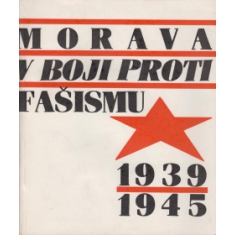 MORAVA
V BOJI PROTI
FAŠISMU
1939
1945